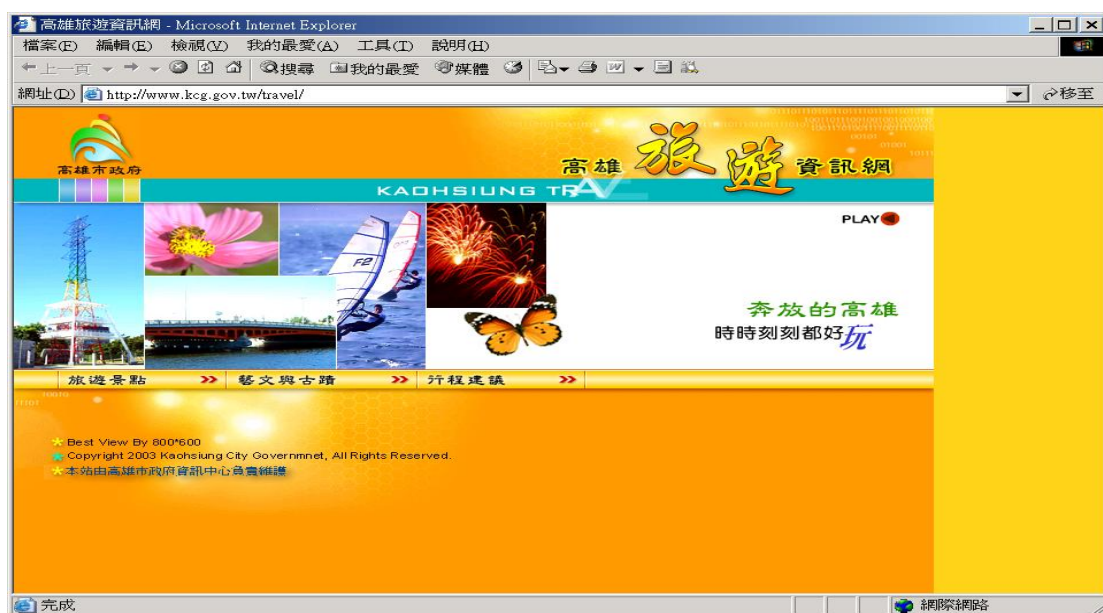 高雄旅遊資訊網 - Microsoft Internet Explorer
檔案(F) 編輯(E) 檢視(V) 我的最愛(A) 工具(T) 說明(H)
上一頁 搜尋 我的最愛 媒體
網址(D) http://www.kcg.gov.tw/travel/ 移至
高雄市政府
高雄 旅遊 資訊網
KAOHSIUNG TRAVE
PLAY
奔放的高雄
時時刻刻都好玩
旅遊景點 >> 藝文與古蹟 >> 行程建議 >>
Best View By 800*600
Copyright 2003 Kaohsiung City Governmnet, All Rights Reserved.
本站由高雄市政府資訊中心負責維護
完成 網際網路